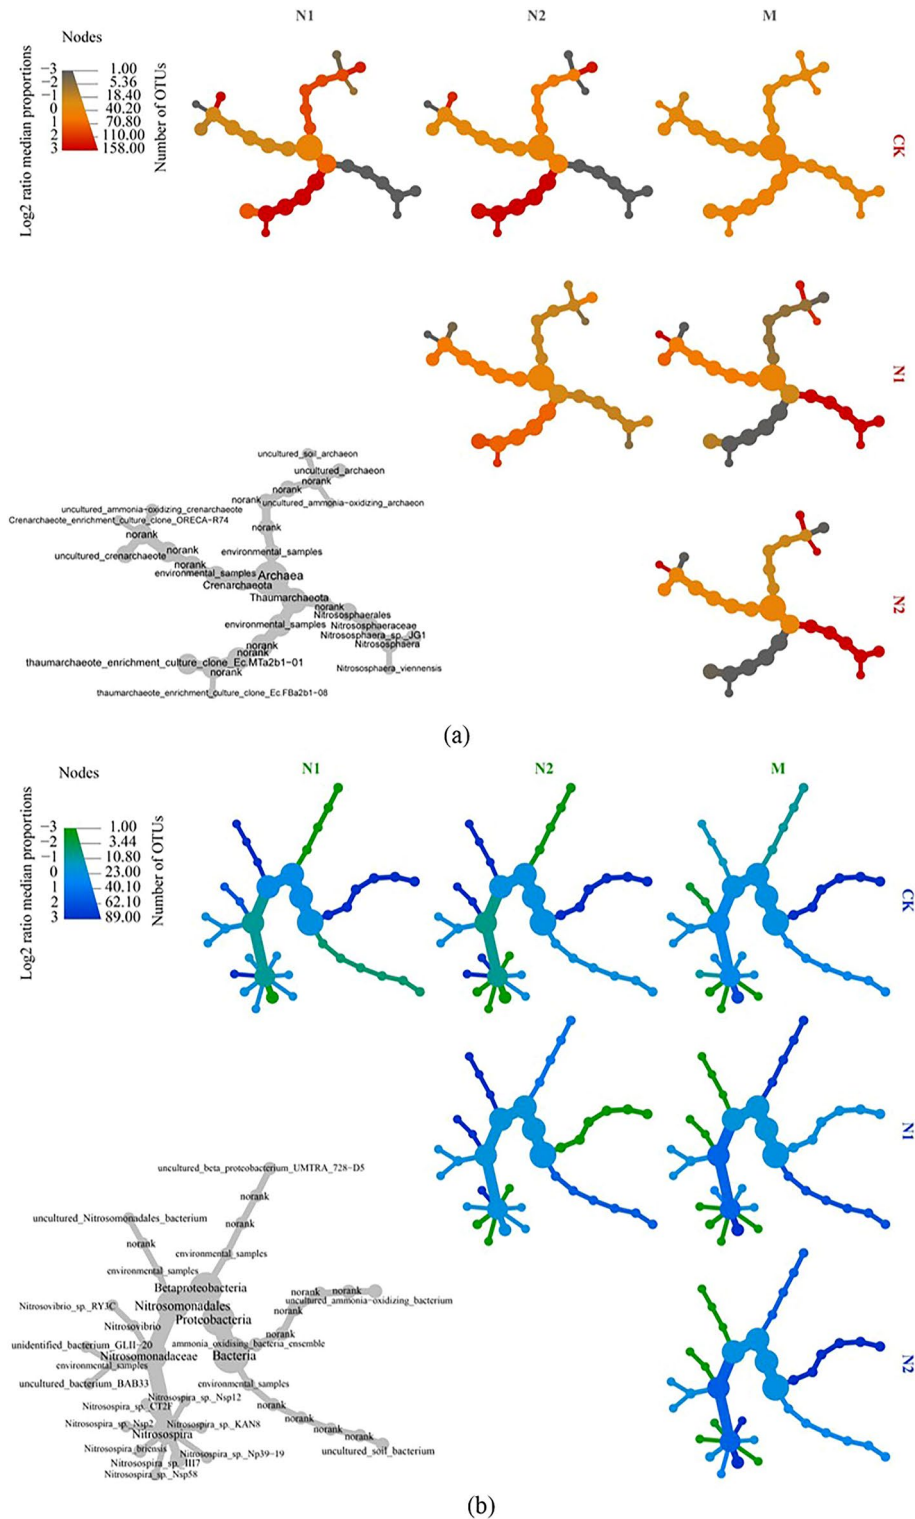 N1 N2 M
Nodes
Log2 ratio median proportions
Number of OTUs
−3 1.00
−2 5.36
−1 18.40
0 40.20
1 70.80
2 110.00
3 158.00
CK
N1
N2
uncultured_soil_archaeon
uncultured_archaeon
norank
norank
norank uncultured_ammonia−oxidizing_archaeon
uncultured_ammonia−oxidizing_crenarchaeote
Crenarchaeote_enrichment_culture_clone_ORECA−R74
norank
norank
norank
uncultured_crenarchaeote
norank
environmental_samples
environmental_samples Archaea
Crenarchaeota
Thaumarchaeota
norank
Nitrososphaerales
environmental_samples Nitrososphaeraceae
Nitrososphaera_sp._JG1
norank Nitrososphaera
norank
thaumarchaeote_enrichment_culture_clone_Ec.MTa2b1−01
norank Nitrososphaera_viennensis
thaumarchaeote_enrichment_culture_clone_Ec.FBa2b1−08
(a)
Nodes
N1 N2 M
Log2 ratio median proportions
Number of OTUs
−3 1.00
−2 3.44
−1 10.80
0 23.00
1 40.10
2 62.10
3 89.00
CK
N1
N2
uncultured_beta_proteobacterium_UMTRA_728−D5
norank
uncultured_Nitrosomonadales_bacterium
norank
norank
environmental_samples
environmental_samples
Betaproteobacteria
norank norank
uncultured_ammonia−oxidizing_bacterium
Nitrosovibrio_sp._RY3C Nitrosomonadales
norank
Nitrosovibrio Proteobacteria
norank
unidentified_bacterium_GLII−20 ammonia_oxidising_bacteria_ensemble
Nitrosomonadaceae Bacteria
environmental_samples
uncultured_bacterium_BAB33 environmental_samples
Nitrosospira_sp._Nsp12
Nitrosospira_sp._CT2F norank
norank
Nitrosospira_sp._Nsp2 Nitrosospira_sp._KAN8
norank
Nitrosospira norank
Nitrosospira_briensis uncultured_soil_bacterium
Nitrosospira_sp._Np39−19
Nitrosospira_sp._III7
Nitrosospira_sp._Nsp58
(b)